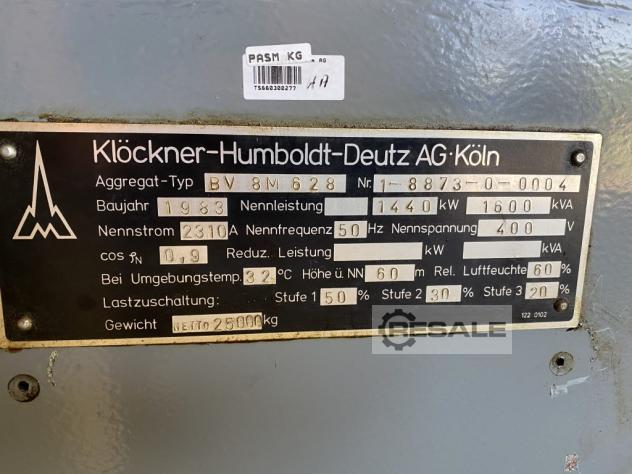 PASM KG
AG
TS660300277
AA
Klöckner-Humboldt-Deutz AG·Köln
Aggregat-Typ BV 8M 628 Nr. 1-8873-0-0004
Baujahr 1983 Nennleistung 1440 kW 1600 kVA
Nennstrom 2310 A Nennfrequenz 50 Hz Nennspannung 400 V
cos φN 0,9 Reduz. Leistung kW kVA
Bei Umgebungstemp. 32 °C Höhe ü. NN 60 m Rel. Luftfeuchte 60 %
Lastzuschaltung: Stufe 1 50 % Stufe 2 30 % Stufe 3 20 %
Gewicht NETTO 25000 kg
122 0102
RESALE